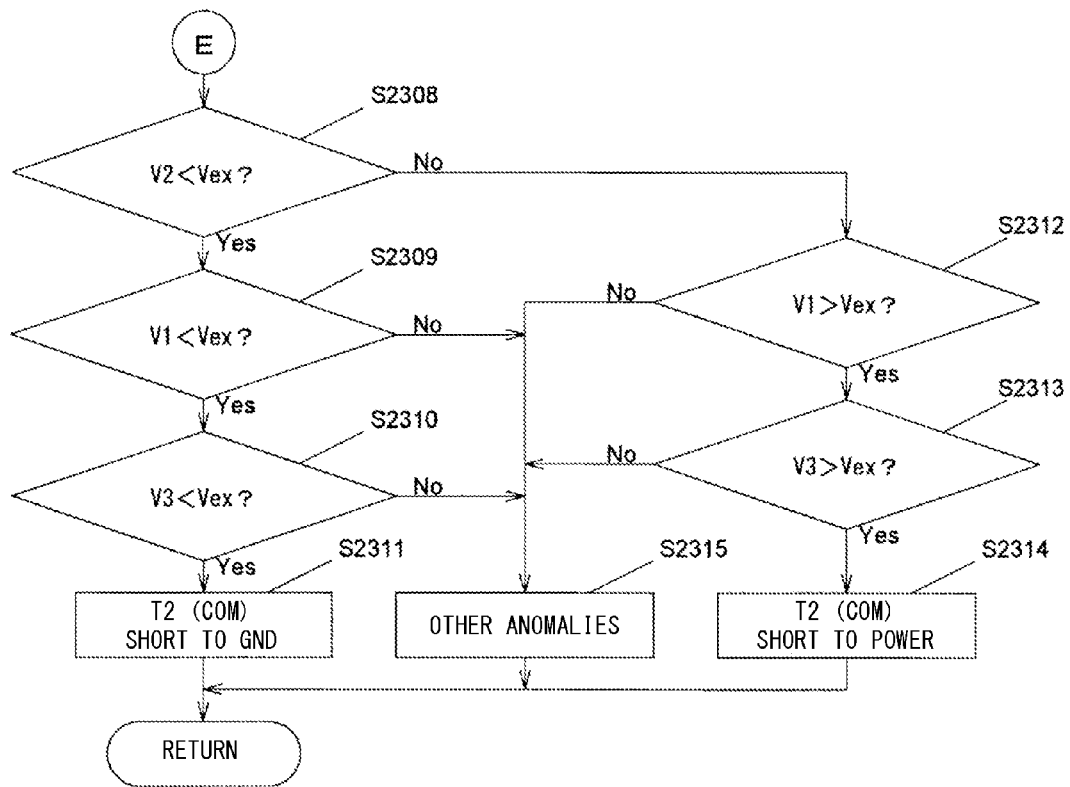 E
S2308
V2<Vex?
No
Yes
S2309
S2312
V1<Vex?
No
No
V1>Vex?
Yes
Yes
S2310
S2313
V3<Vex?
No
No
V3>Vex?
Yes
Yes
S2311
S2315
S2314
T2 (COM)
SHORT TO GND
OTHER ANOMALIES
T2 (COM)
SHORT TO POWER
RETURN